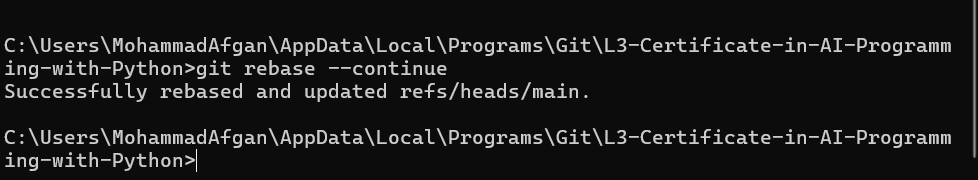 C:\Users\MohammadAfgan\AppData\Local\Programs\Git\L3-Certificate-in-AI-Programm
ing-with-Python>git rebase --continue
Successfully rebased and updated refs/heads/main.
C:\Users\MohammadAfgan\AppData\Local\Programs\Git\L3-Certificate-in-AI-Programm
ing-with-Python>